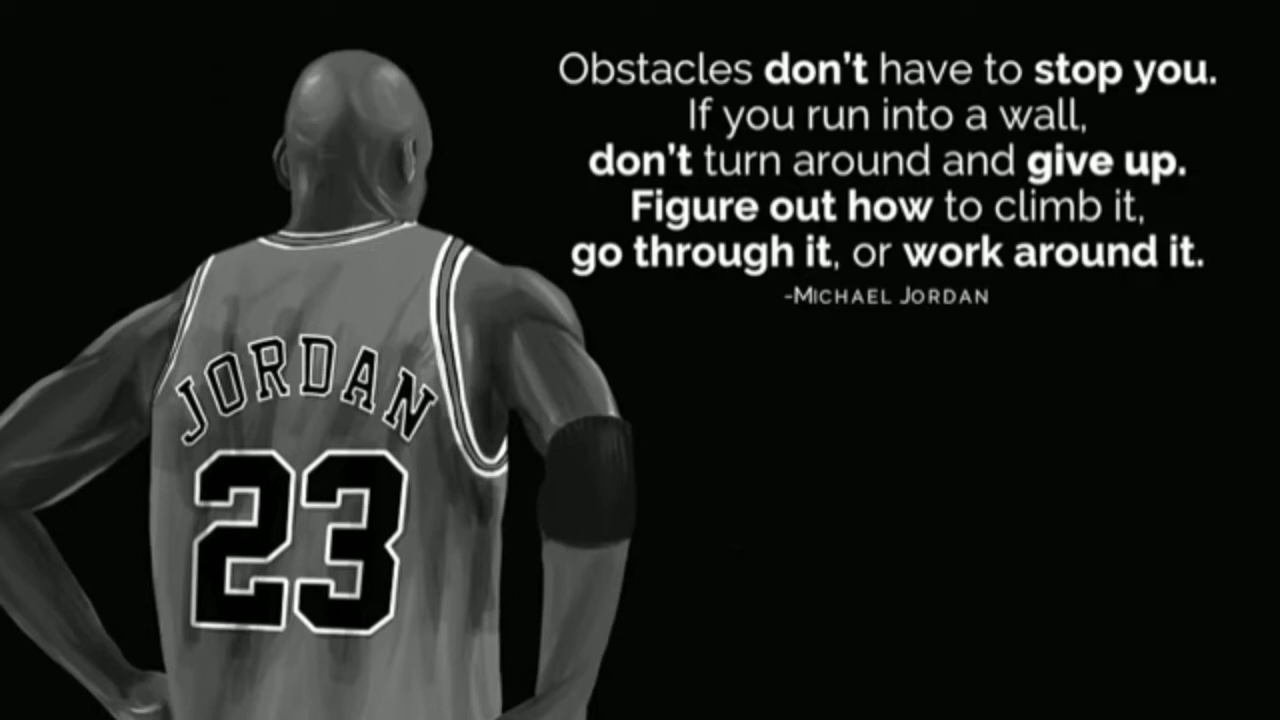 Obstacles don't have to stop you.
If you run into a wall,
don't turn around and give up.
Figure out how to climb it,
go through it, or work around it.
-MICHAEL JORDAN
JORDAN
23